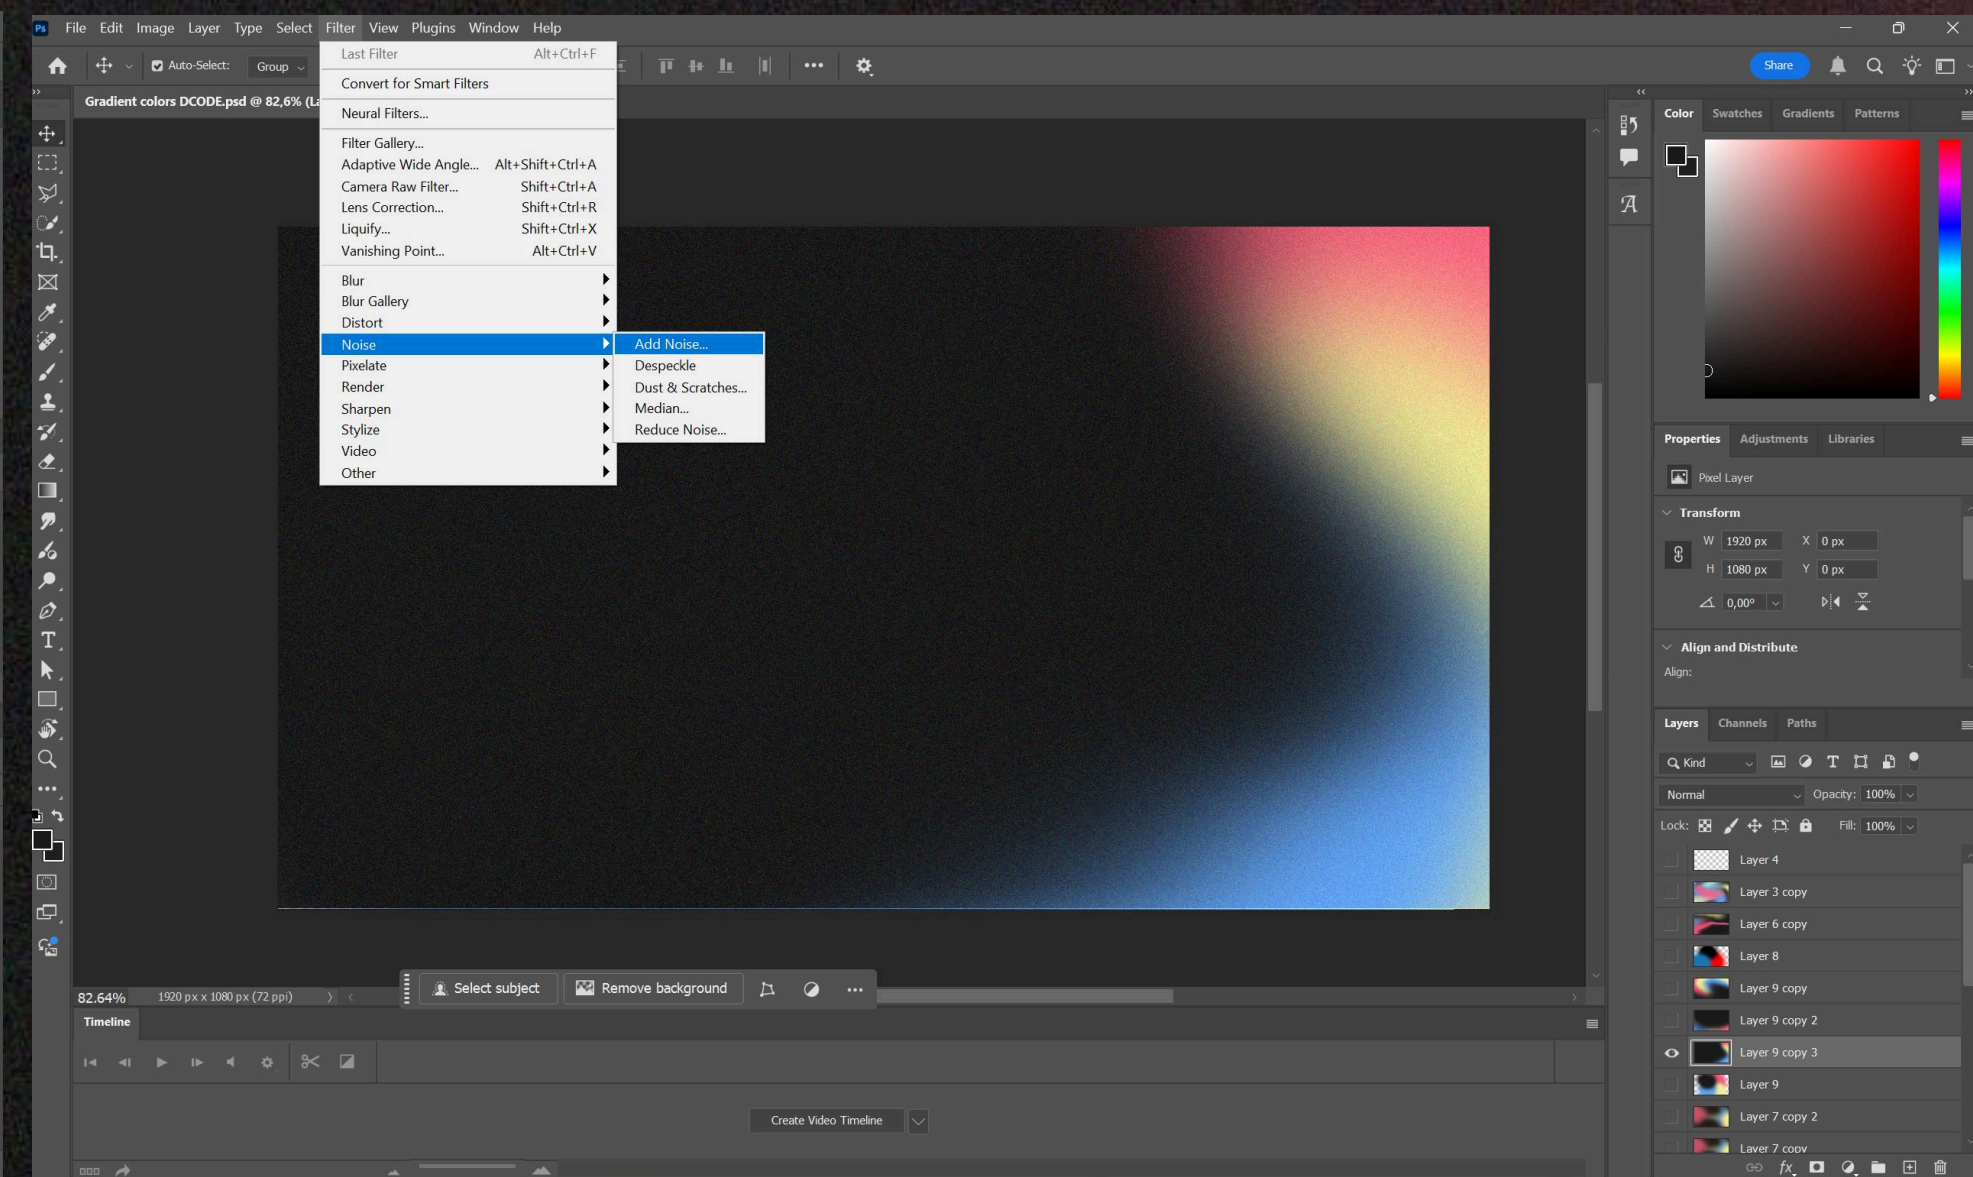 Ps File Edit Image Layer Type Select Filter View Plugins Window Help
Auto-Select: Group
Share
Gradient colors DCODE.psd @ 82,6% (La
Last Filter Alt+Ctrl+F
Convert for Smart Filters
Neural Filters...
Filter Gallery...
Adaptive Wide Angle... Alt+Shift+Ctrl+A
Camera Raw Filter... Shift+Ctrl+A
Lens Correction... Shift+Ctrl+R
Liquify... Shift+Ctrl+X
Vanishing Point... Alt+Ctrl+V
Blur
Blur Gallery
Distort
Noise
Pixelate
Render
Sharpen
Stylize
Video
Other
Add Noise...
Despeckle
Dust & Scratches...
Median...
Reduce Noise...
Color Swatches Gradients Patterns
Properties Adjustments Libraries
Pixel Layer
Transform
W 1920 px X 0 px
H 1080 px Y 0 px
0,00°
Align and Distribute
Align:
Layers Channels Paths
Kind
Normal Opacity: 100%
Lock: Fill: 100%
Layer 4
Layer 3 copy
Layer 6 copy
Layer 8
Layer 9 copy
Layer 9 copy 2
Layer 9 copy 3
Layer 9
Layer 7 copy 2
Layer 7 copy
fx
Select subject Remove background
82.64% 1920 px x 1080 px (72 ppi)
Timeline
Create Video Timeline